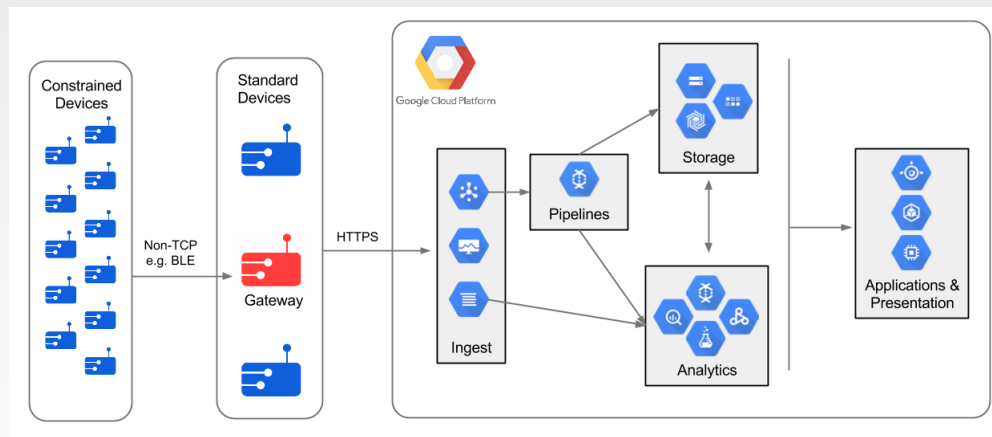 Constrained
Devices
Standard
Devices
Non-TCP
e.g. BLE
Gateway
HTTPS
Google Cloud Platform
Ingest
Pipelines
Storage
Analytics
Applications &
Presentation